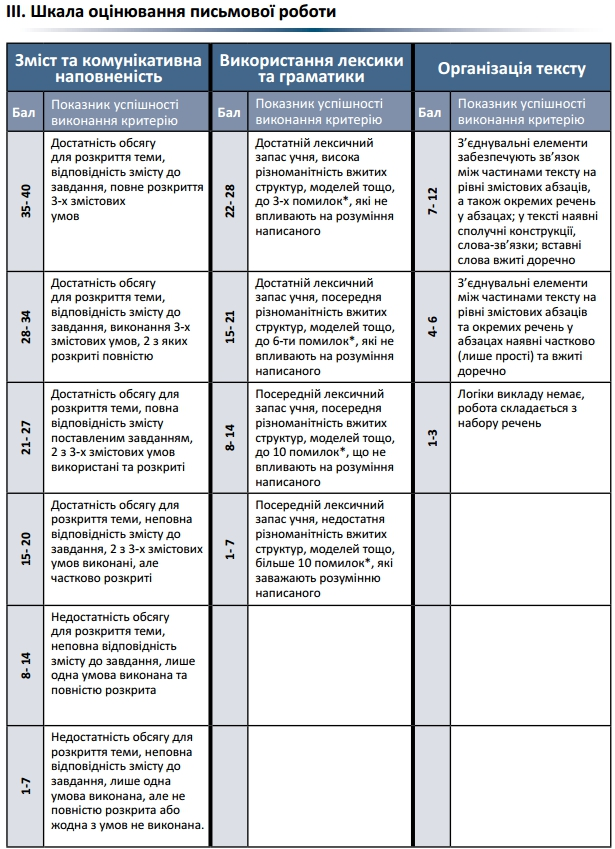 III. Шкала оцінювання письмової роботи
Зміст та комунікативна
наповненість
Використання лексики
та граматики
Організація тексту
Бал
Показник успішності
виконання критерію
Бал
Показник успішності
виконання критерію
Бал
Показник успішності
виконання критерію
35- 40
Достатність обсягу
для розкриття теми,
відповідність змісту до
завдання, повне розкриття
3-х змістових
умов
22- 28
Достатній лексичний
запас учня, висока
різноманітність вжитих
структур, моделей тощо,
до 3-х помилок*, які не
впливають на розуміння
написаного
7- 12
З’єднувальні елементи
забезпечують зв’язок
між частинами тексту на
рівні змістових абзаців,
а також окремих речень
у абзацах; у тексті наявні
сполучні конструкції,
слова-зв’язки; вставні
слова вжиті доречно
28- 34
Достатність обсягу
для розкриття теми,
відповідність змісту до
завдання, виконання 3-х
змістових умов, 2 з яких
розкриті повністю
15- 21
Достатній лексичний
запас учня, посередня
різноманітність вжитих
структур, моделей тощо,
до 6-ти помилок*, які не
впливають на розуміння
написаного
4- 6
З’єднувальні елементи
між частинами тексту на
рівні змістових абзаців
та окремих речень у
абзацах наявні частково
(лише прості) та вжиті
доречно
21- 27
Достатність обсягу для
розкриття теми, повна
відповідність змісту
поставленим завданням,
2 з 3-х змістових умов
використані та розкриті
8- 14
Посередній лексичний
запас учня, посередня
різноманітність вжитих
структур, моделей тощо,
до 10 помилок*, що не
впливають на розуміння
написаного
1-3
Логіки викладу немає,
робота складається з
набору речень
15- 20
Достатність обсягу для
розкриття теми, неповна
відповідність змісту до
завдання, 2 з 3-х змістових
умов виконані, але
частково розкриті
1- 7
Посередній лексичний
запас учня, недостатня
різноманітність вжитих
структур, моделей тощо,
більше 10 помилок*, які
заважають розумінню
написаного
8- 14
Недостатність обсягу
для розкриття теми,
неповна відповідність
змісту до завдання, лише
одна умова виконана та
повністю розкрита
1-7
Недостатність обсягу для
розкриття теми, неповна
відповідність змісту до
завдання, лише одна
умова виконана, але не
повністю розкрита або
жодна з умов не виконана.